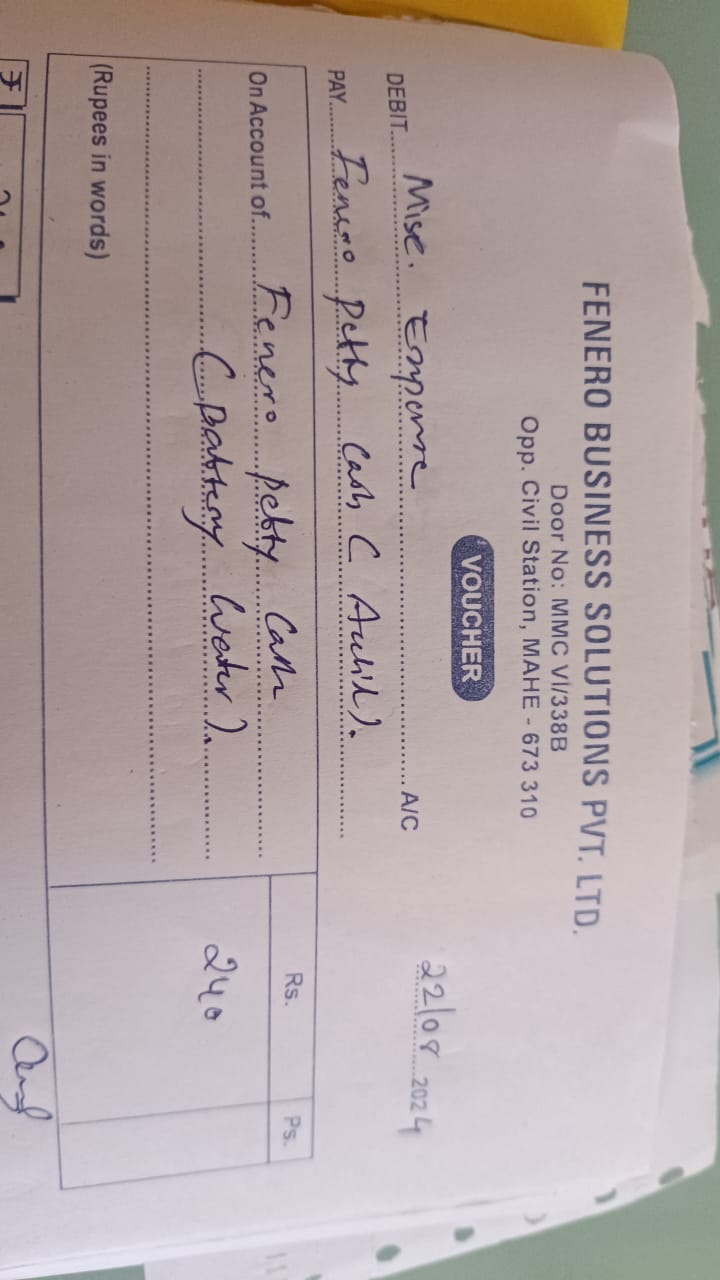 FENERO BUSINESS SOLUTIONS PVT. LTD.
Door No: MMC VI/338B
Opp. Civil Station, MAHE - 673 310
VOUCHER
22/08 2024
DEBIT Misc. Expense A/C
PAY Fenero Petty Cash (
On Account of Fenero petty Cash Rs. Ps.
(Battery Water). 240
(Rupees in words)
₹